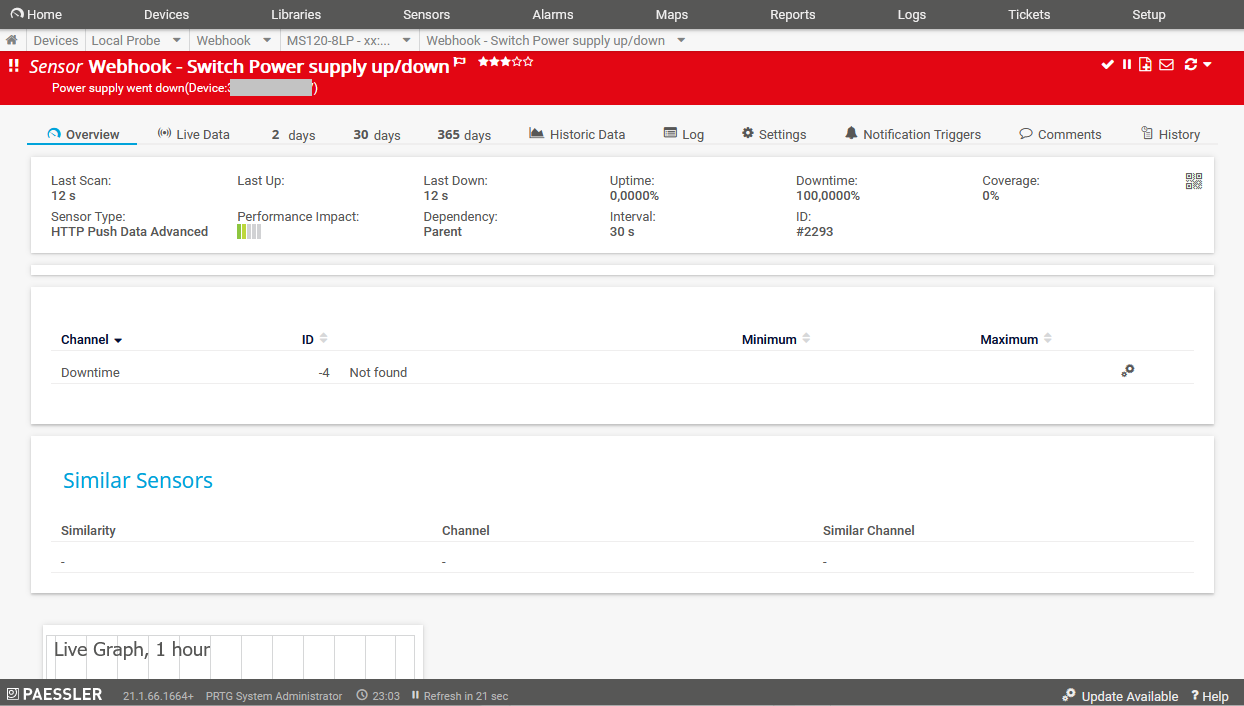 Home Devices Libraries Sensors Alarms Maps Reports Logs Tickets Setup
Devices Local Probe Webhook MS120-8LP - xx:... Webhook - Switch Power supply up/down
!! Sensor Webhook - Switch Power supply up/down
Power supply went down(Device:
Overview Live Data 2 days 30 days 365 days Historic Data Log Settings Notification Triggers Comments History
Last Scan: Last Up: Last Down: Uptime: Downtime: Coverage:
12 s 12 s 0,0000% 100,0000% 0%
Sensor Type: Performance Impact: Dependency: Interval: ID:
HTTP Push Data Advanced Parent 30 s #2293
Channel ID Minimum Maximum
Downtime -4 Not found
Similar Sensors
Similarity Channel Similar Channel
- - -
Live Graph, 1 hour
PAESSLER 21.1.66.1664+ PRTG System Administrator 23:03 Refresh in 21 sec Update Available ? Help